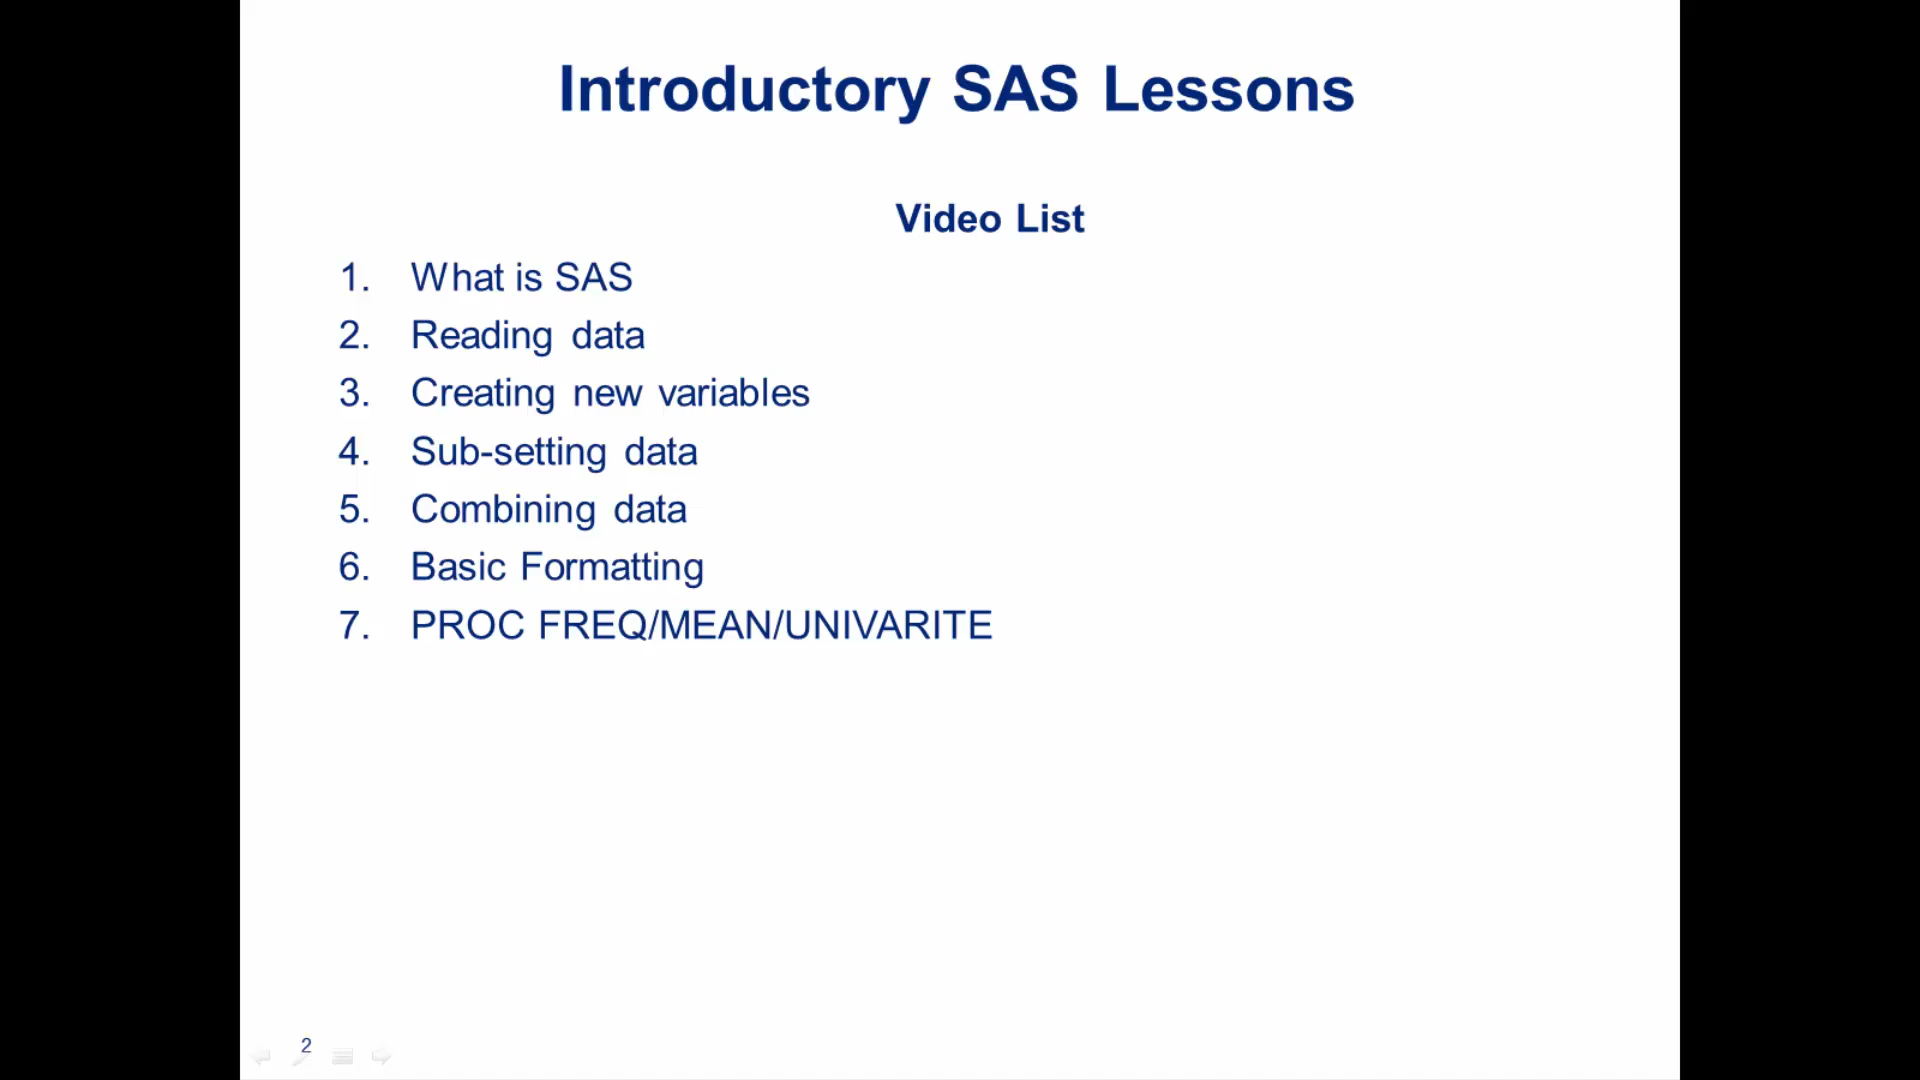 Introductory SAS Lessons
Video List
1. What is SAS
2. Reading data
3. Creating new variables
4. Sub-setting data
5. Combining data
6. Basic Formatting
7. PROC FREQ/MEAN/UNIVARITE
2